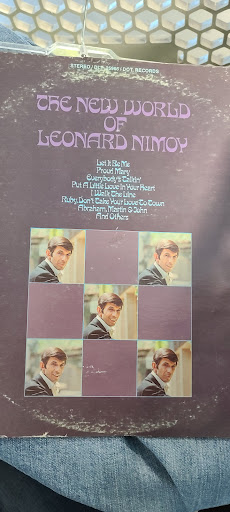 STEREO/DLP 25966/DOT RECORDS
THE NEW WORLD
OF
LEONARD NIMOY
Let It Be Me
Proud Mary
Everybody's Talkin'
Put A Little Love In Your Heart
I Walk The Line
Ruby, Don't Take Your Love To Town
Abraham, Martin & John
And Others